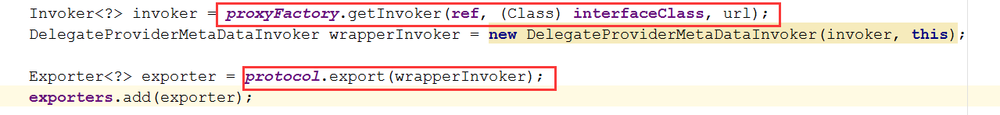 Invoker<?> invoker = proxyFactory.getInvoker(ref, (Class) interfaceClass, url);
DelegateProviderMetaDataInvoker wrapperInvoker = new DelegateProviderMetaDataInvoker(invoker, this);
Exporter<?> exporter = protocol.export(wrapperInvoker);
exporters.add(exporter);